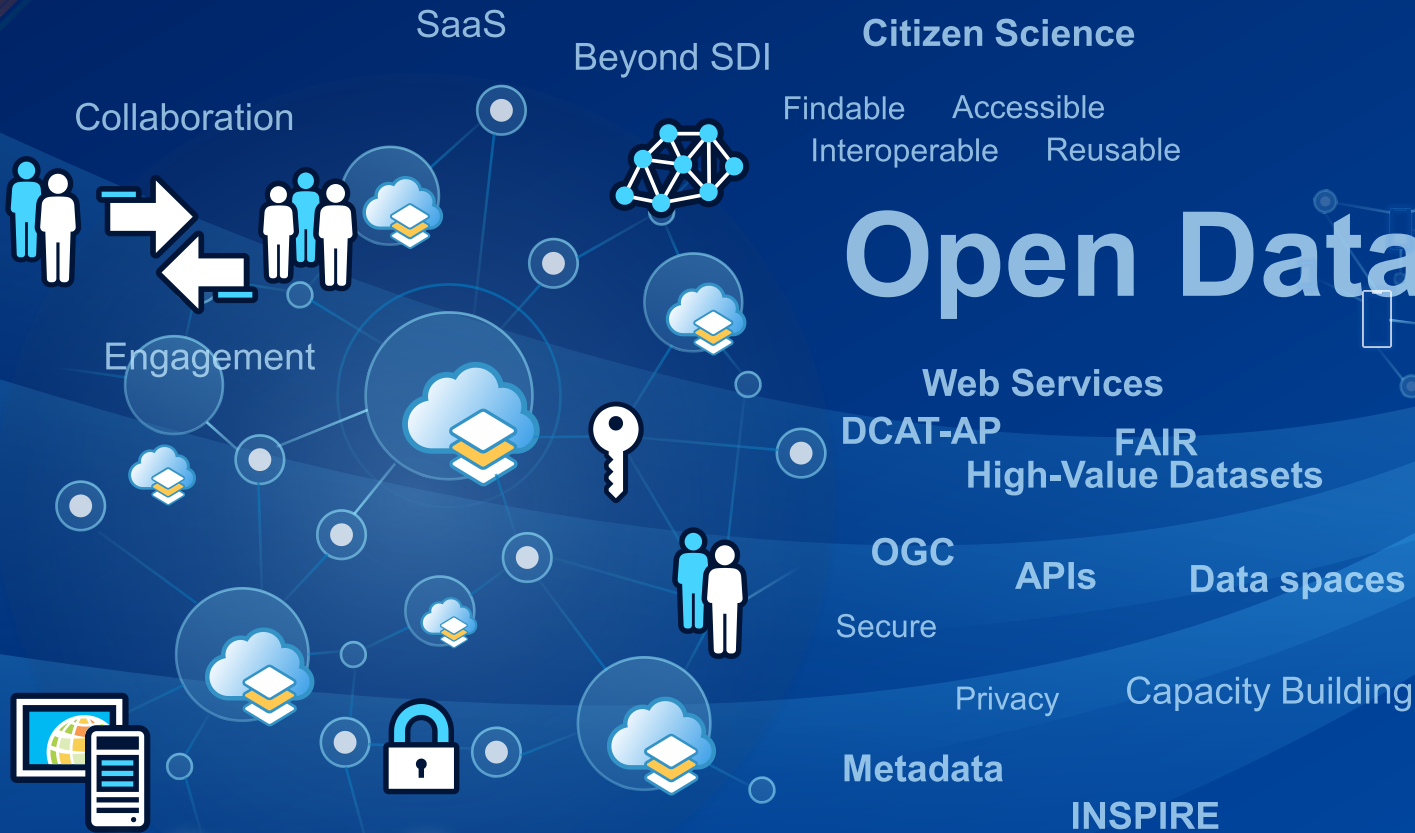 SaaS
Citizen Science
Beyond SDI
Collaboration
Findable Accessible
Interoperable Reusable
Open Data
Engagement
Web Services
DCAT-AP
FAIR
High-Value Datasets
OGC
APIs
Data spaces
Secure
Privacy
Capacity Building
Metadata
INSPIRE